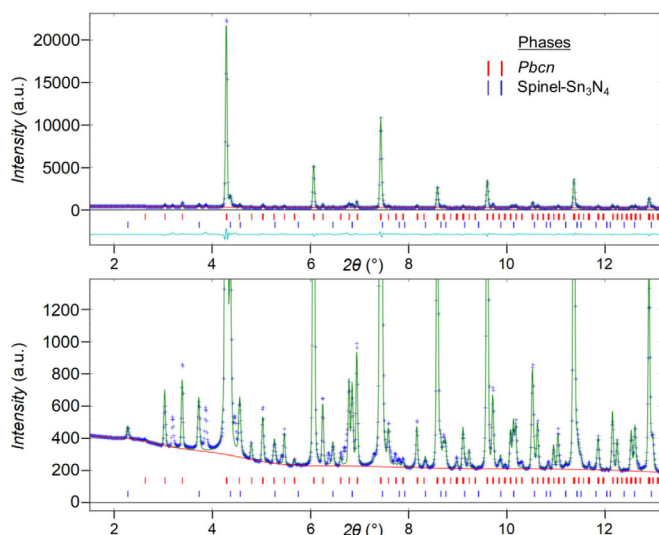 20000
15000
10000
5000
0
Intensity (a.u.)
Phases
Pbcn
Spinel-Sn₃N₄
2 4 6 8 10 12
2θ (°)
1200
1000
800
600
400
200
0
Intensity (a.u.)
2 4 6 8 10 12
2θ (°)